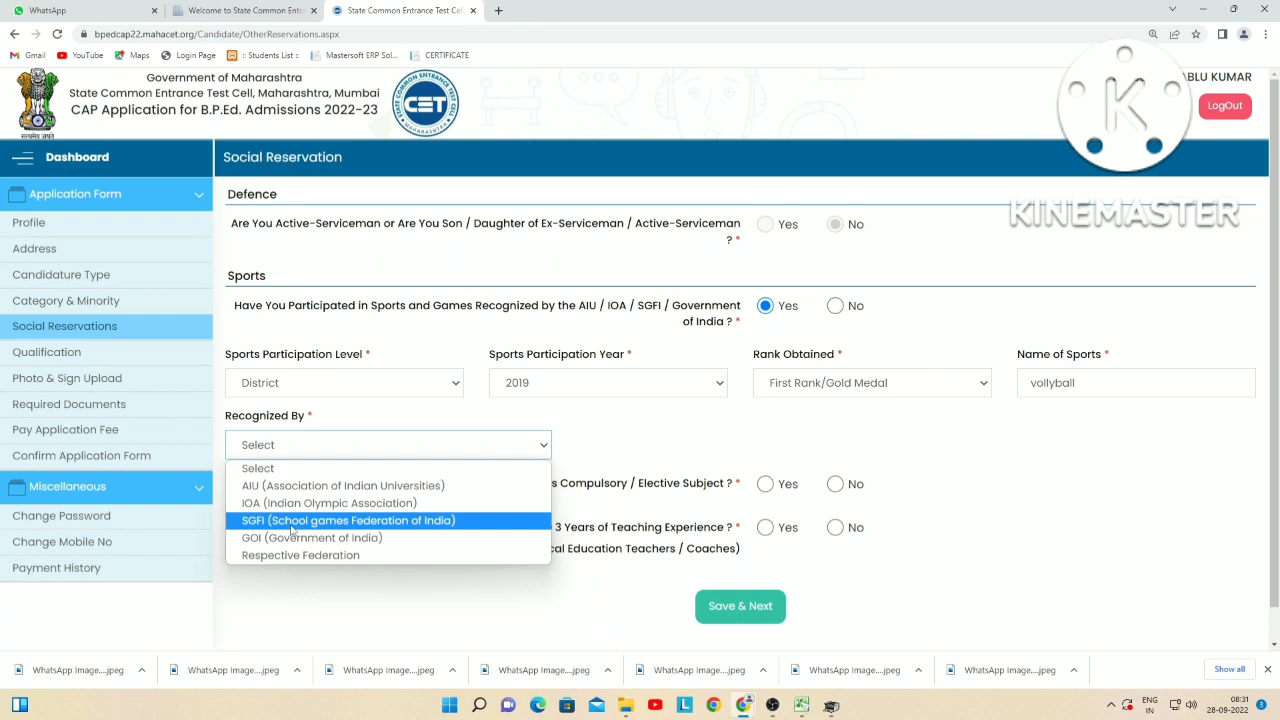 WhatsApp
Welcome to State Common Entran
State Common Entrance Test Cell,
bpedcap22.mahacet.org/Candidate/OtherReservations.aspx
Gmail
YouTube
Maps
Login Page
:: Students List ::
Mastersoft ERP Sol...
CERTIFICATE
Government of Maharashtra
State Common Entrance Test Cell, Maharashtra, Mumbai
CAP Application for B.P.Ed. Admissions 2022-23
CET
ABLU KUMAR
LogOut
K
KINEMASTER
Dashboard
Social Reservation
Application Form
Profile
Address
Candidature Type
Category & Minority
Social Reservations
Qualification
Photo & Sign Upload
Required Documents
Pay Application Fee
Confirm Application Form
Miscellaneous
Change Password
Change Mobile No
Payment History
Defence
Are You Active-Serviceman or Are You Son / Daughter of Ex-Serviceman / Active-Serviceman
? *
Yes No
Sports
Have You Participated in Sports and Games Recognized by the AIU / IOA / SGFI / Government
of India ? *
Yes No
Sports Participation Level * Sports Participation Year * Rank Obtained * Name of Sports *
District 2019 First Rank/Gold Medal vollyball
Recognized By *
Select
Select
AIU (Association of Indian Universities)
IOA (Indian Olympic Association)
SGFI (School games Federation of India)
GOI (Government of India)
Respective Federation
s Compulsory / Elective Subject ? * Yes No
3 Years of Teaching Experience ? * Yes No
cal Education Teachers / Coaches)
Save & Next
WhatsApp Image....jpeg
WhatsApp Image....jpeg
WhatsApp Image....jpeg
WhatsApp Image....jpeg
WhatsApp Image....jpeg
WhatsApp Image....jpeg
WhatsApp Image....jpeg
Show all
ENG
IN
08:31
28-09-2022
3